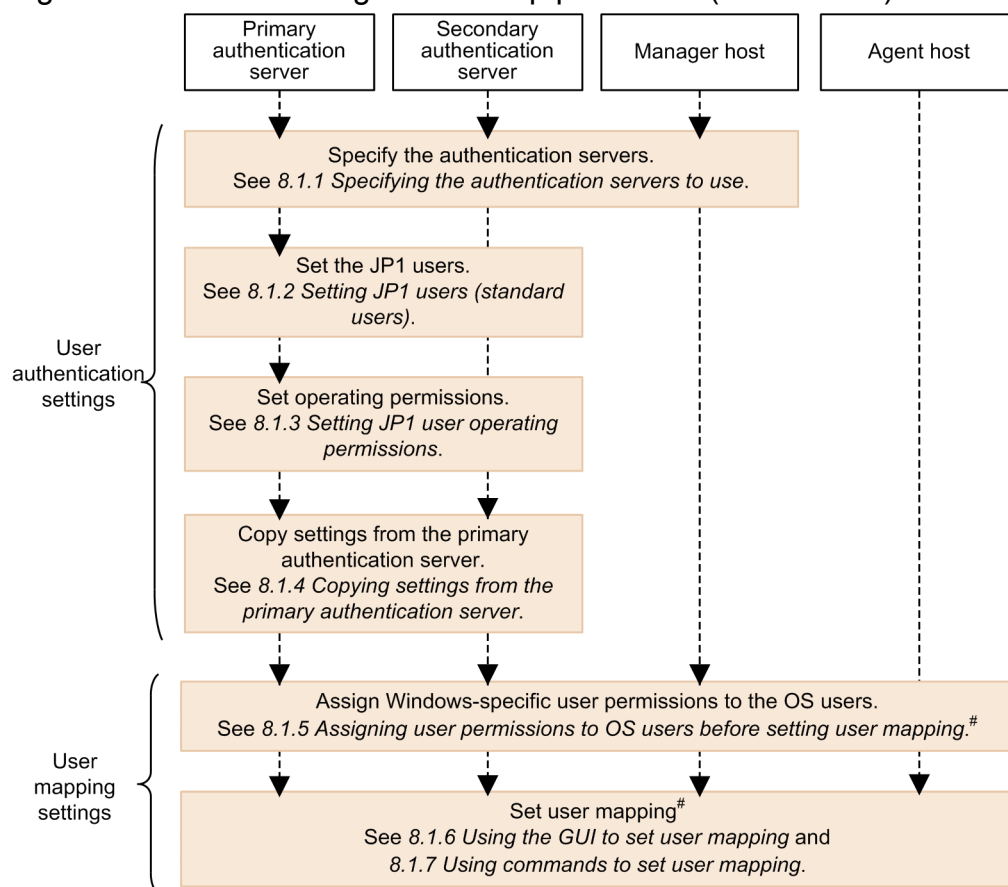 Primary
authentication
server
Secondary
authentication
server
Manager host
Agent host
Specify the authentication servers.
See 8.1.1 Specifying the authentication servers to use.
Set the JP1 users.
See 8.1.2 Setting JP1 users (standard
users).
User
authentication
settings
Set operating permissions.
See 8.1.3 Setting JP1 user operating
permissions.
Copy settings from the primary
authentication server.
See 8.1.4 Copying settings from the
primary authentication server.
Assign Windows-specific user permissions to the OS users.
See 8.1.5 Assigning user permissions to OS users before setting user mapping.#
User
mapping
settings
Set user mapping#
See 8.1.6 Using the GUI to set user mapping and
8.1.7 Using commands to set user mapping.